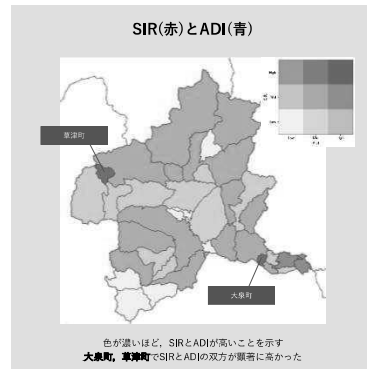 SIR(赤)とADI(青)
High
草津町
大泉町
色が濃いほど，SIRとADIが高いことを示す
大泉町，草津町でSIRとADIの双方が顕著に高かった